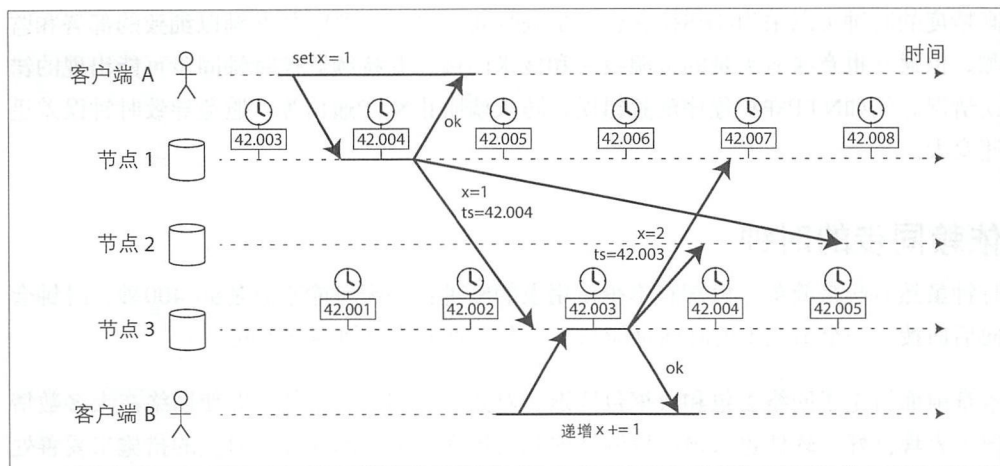 客户端 A
set x = 1
时间
ok
节点 1
42.003
42.004
42.005
42.006
42.007
42.008
x=1
ts=42.004
节点 2
x=2
ts=42.003
节点 3
42.001
42.002
42.003
42.004
42.005
ok
客户端 B
递增 x += 1